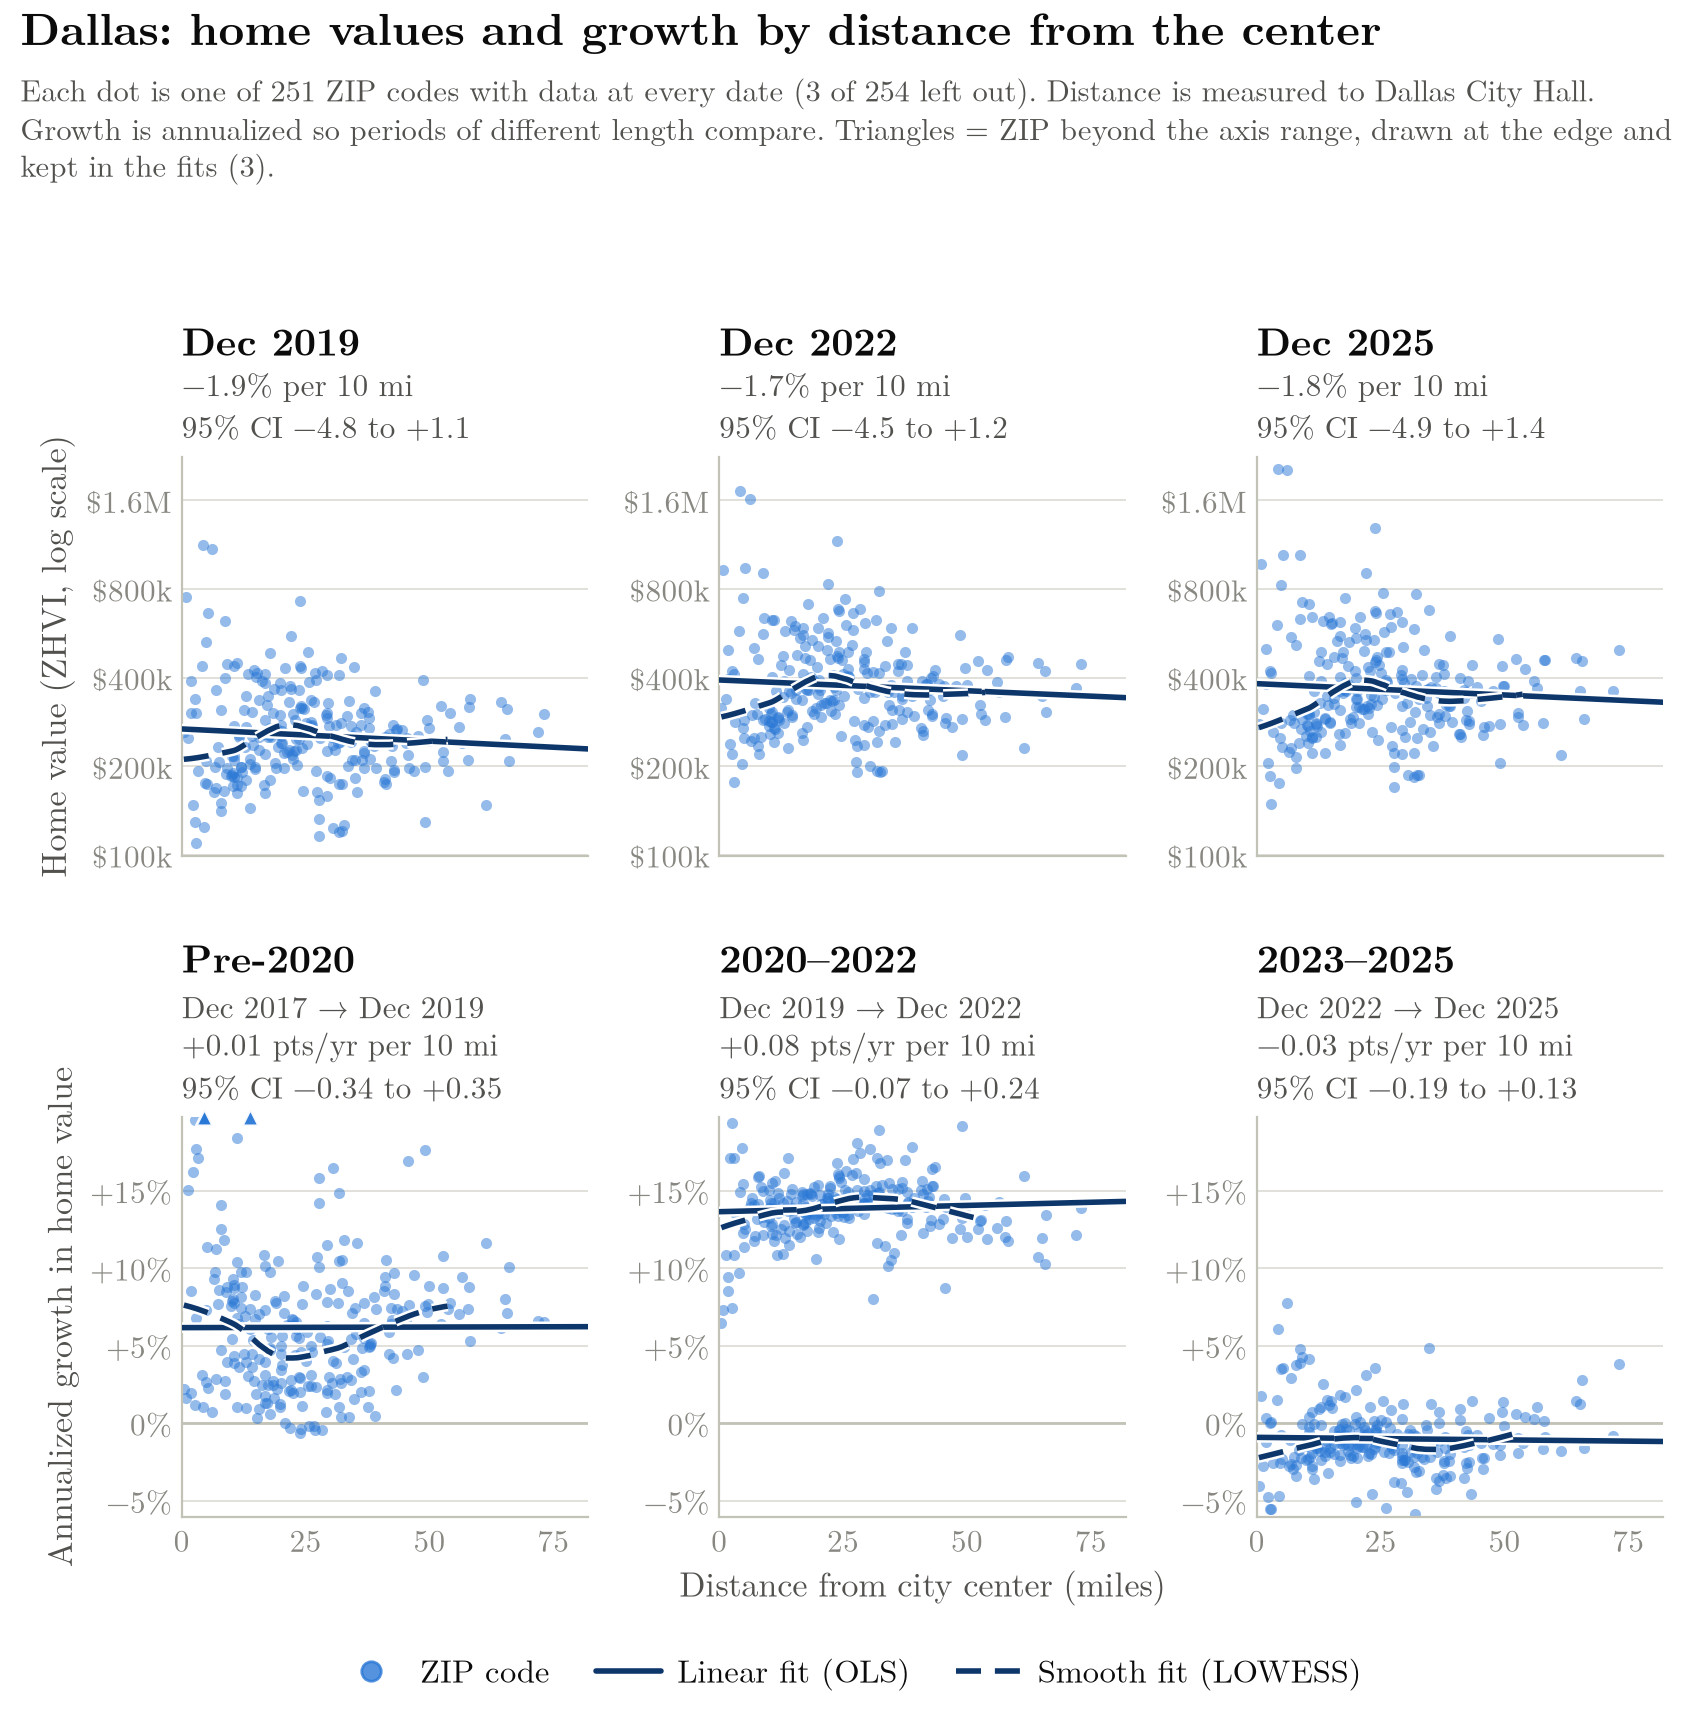 Dallas: home values and growth by distance from the center
Each dot is one of 251 ZIP codes with data at every date (3 of 254 left out). Distance is measured to Dallas City Hall.
Growth is annualized so periods of different length compare. Triangles = ZIP beyond the axis range, drawn at the edge and
kept in the fits (3).
Dec 2019
−1.9% per 10 mi
95% CI −4.8 to +1.1
Dec 2022
−1.7% per 10 mi
95% CI −4.5 to +1.2
Dec 2025
−1.8% per 10 mi
95% CI −4.9 to +1.4
Home value (ZHVI, log scale)
$1.6M
$800k
$400k
$200k
$100k
$1.6M
$800k
$400k
$200k
$100k
$1.6M
$800k
$400k
$200k
$100k
Pre-2020
Dec 2017 → Dec 2019
+0.01 pts/yr per 10 mi
95% CI −0.34 to +0.35
2020–2022
Dec 2019 → Dec 2022
+0.08 pts/yr per 10 mi
95% CI −0.07 to +0.24
2023–2025
Dec 2022 → Dec 2025
−0.03 pts/yr per 10 mi
95% CI −0.19 to +0.13
Annualized growth in home value
+15%
+10%
+5%
0%
−5%
+15%
+10%
+5%
0%
−5%
+15%
+10%
+5%
0%
−5%
0 25 50 75
0 25 50 75
0 25 50 75
Distance from city center (miles)
ZIP code
Linear fit (OLS)
Smooth fit (LOWESS)